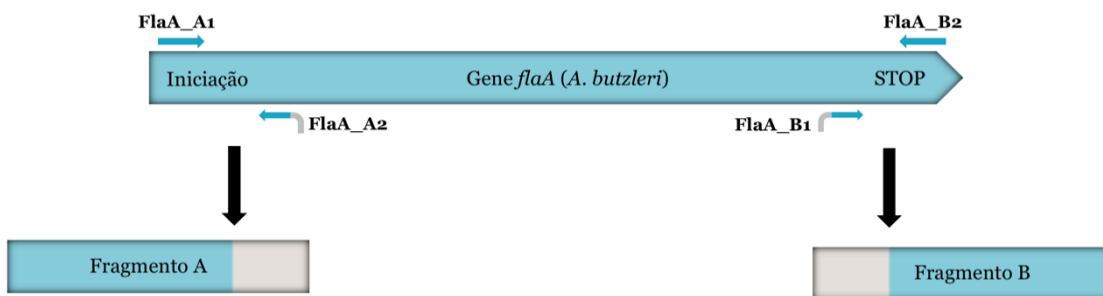 FlaA_A1
FlaA_B2
Iniciação
Gene flaA (A. butzleri)
STOP
FlaA_A2
FlaA_B1
Fragmento A
Fragmento B